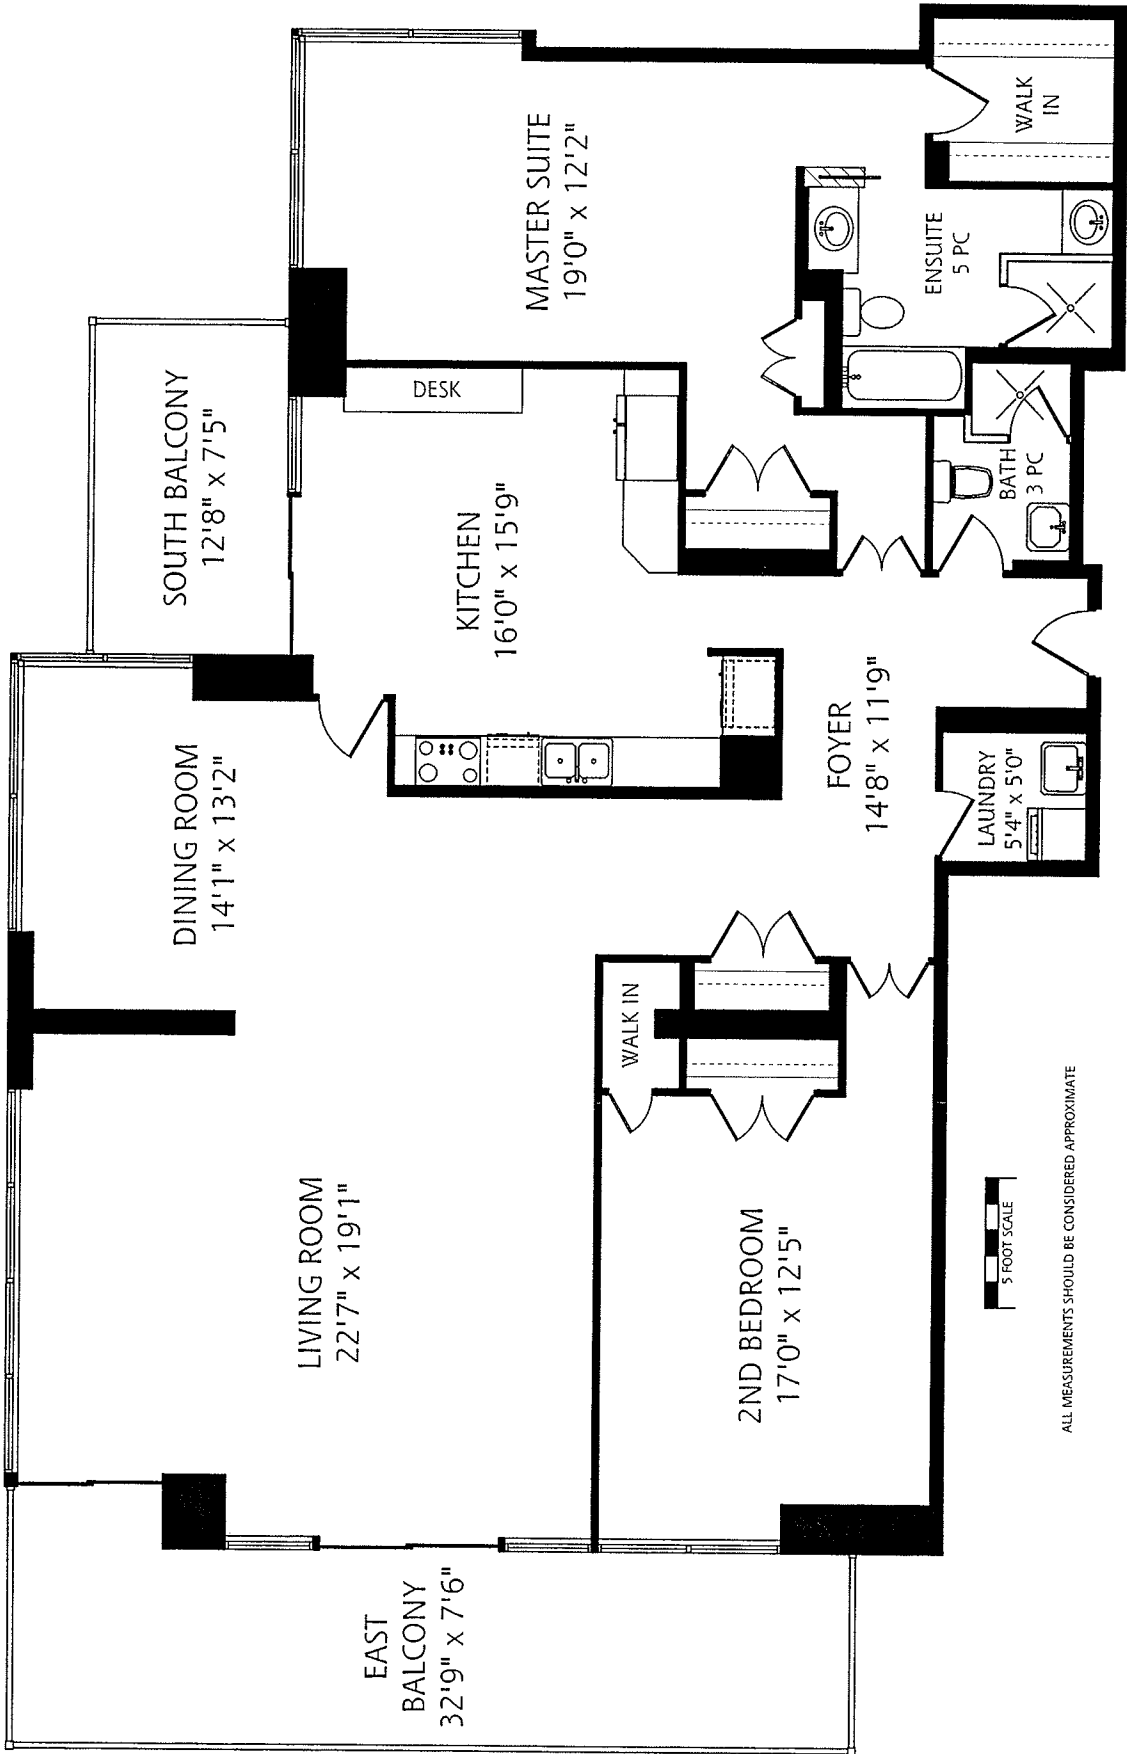 EAST
BALCONY
32'9" x 7'6"
LIVING ROOM
22'7" x 19'1"
DINING ROOM
14'1" x 13'2"
SOUTH BALCONY
12'8" x 7'5"
KITCHEN
16'0" x 15'9"
DESK
MASTER SUITE
19'0" x 12'2"
WALK
IN
ENSUITE
5 PC
BATH
3 PC
FOYER
14'8" x 11'9"
LAUNDRY
5'4" x 5'0"
WALK IN
2ND BEDROOM
17'0" x 12'5"
5 FOOT SCALE
ALL MEASUREMENTS SHOULD BE CONSIDERED APPROXIMATE